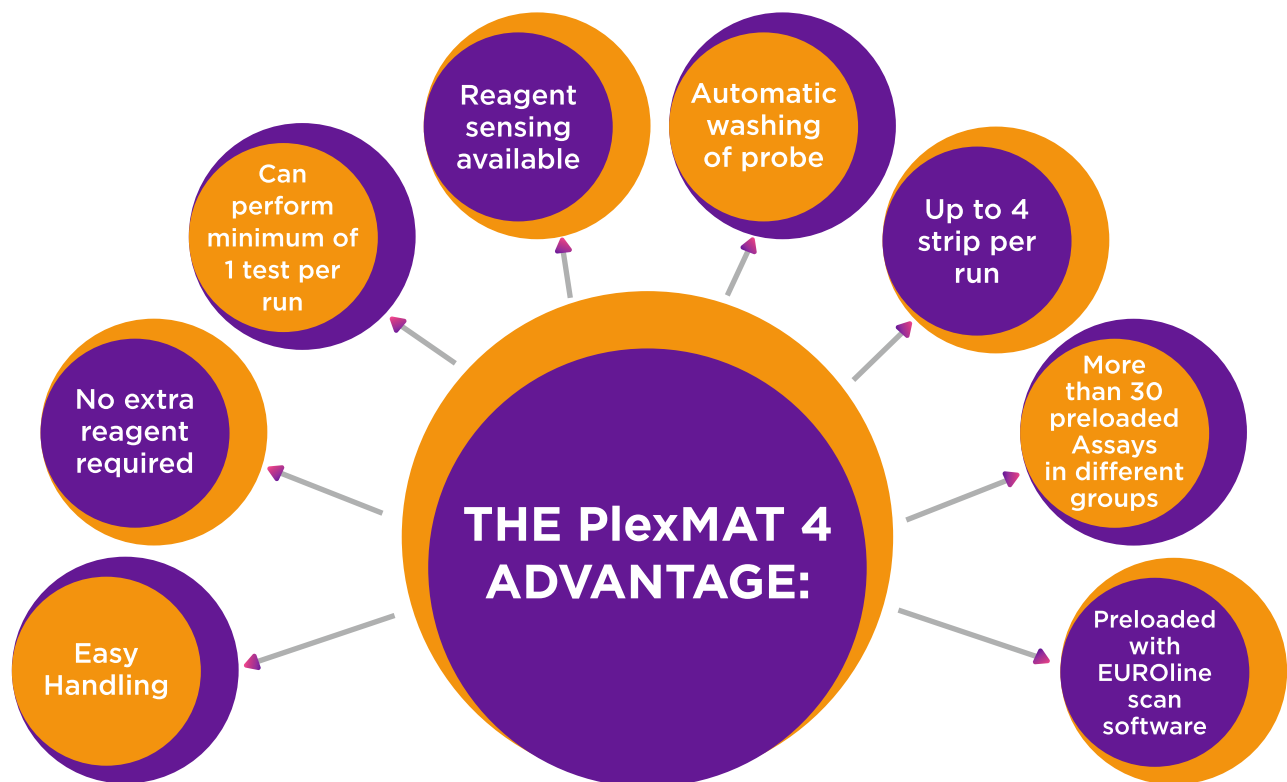 THE PlexMAT 4
ADVANTAGE:
Easy
Handling
No extra
reagent
required
Can
perform
minimum of
1 test per
run
Reagent
sensing
available
Automatic
washing
of probe
Up to 4
strip per
run
More
than 30
preloaded
Assays
in different
groups
Preloaded
with
EUROline
scan
software